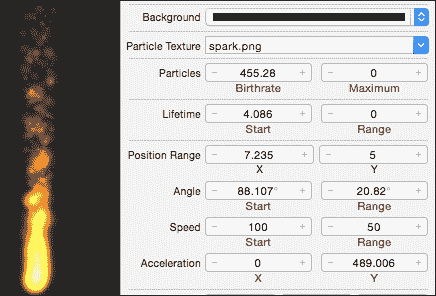 Background
Particle Texture spark.png
Particles - 455.28 + - 0 +
Birthrate Maximum
Lifetime - 4.086 + - 0 +
Start Range
Position Range - 7.235 + - 5 +
X Y
Angle - 88.107° + - 20.82° +
Start Range
Speed - 100 + - 50 +
Start Range
Acceleration - 0 + - 489.006 +
X Y